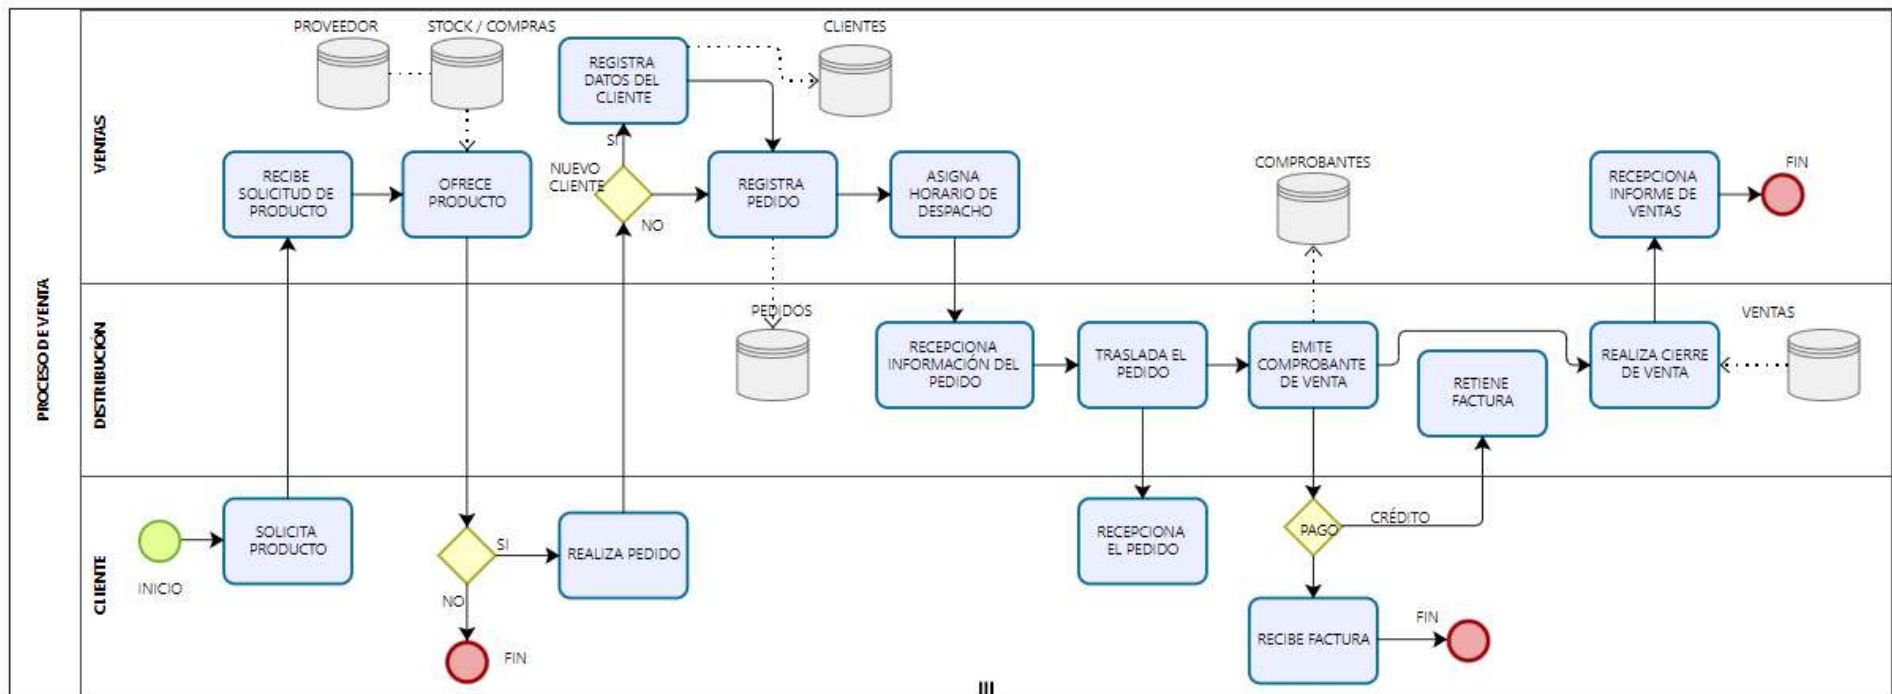 PROCESO DE VENTA
VENTAS
PROVEEDOR
STOCK / COMPRAS
CLIENTES
REGISTRA
DATOS DEL
CLIENTE
SI
RECIBE
SOLICITUD DE
PRODUCTO
OFRECE
PRODUCTO
NUEVO
CLIENTE
NO
REGISTRA
PEDIDO
ASIGNA
HORARIO DE
DESPACHO
COMPROBANTES
RECEPCIONA
INFORME DE
VENTAS
FIN
DISTRIBUCIÓN
PEDIDOS
RECEPCIONA
INFORMACIÓN DEL
PEDIDO
TRASLADA EL
PEDIDO
EMITE
COMPROBANTE
DE VENTA
RETIENE
FACTURA
REALIZA CIERRE
DE VENTA
VENTAS
CLIENTE
INICIO
SOLICITA
PRODUCTO
SI
NO
FIN
REALIZA PEDIDO
RECEPCIONA
EL PEDIDO
PAGO
CRÉDITO
RECIBE FACTURA
FIN